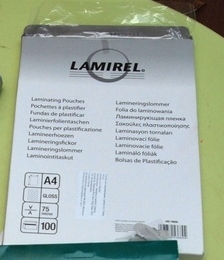 LAMIREL
Laminating Pouches
Pochettes à plastifier
Fundas de plastificar
Laminierfolientaschen
Pouches per plastificazione
Lamineerhoezen
Lamineringsfickor
Lamineringslommer
Laminointitaskut
Lamineringslommer
Folia do laminowania
Ламинирующая пленка
Laminovací fólie
Laminovacie fólie
Lamináló fóliák
Bolsas de Plastificação
A4
GLOSS
75
100